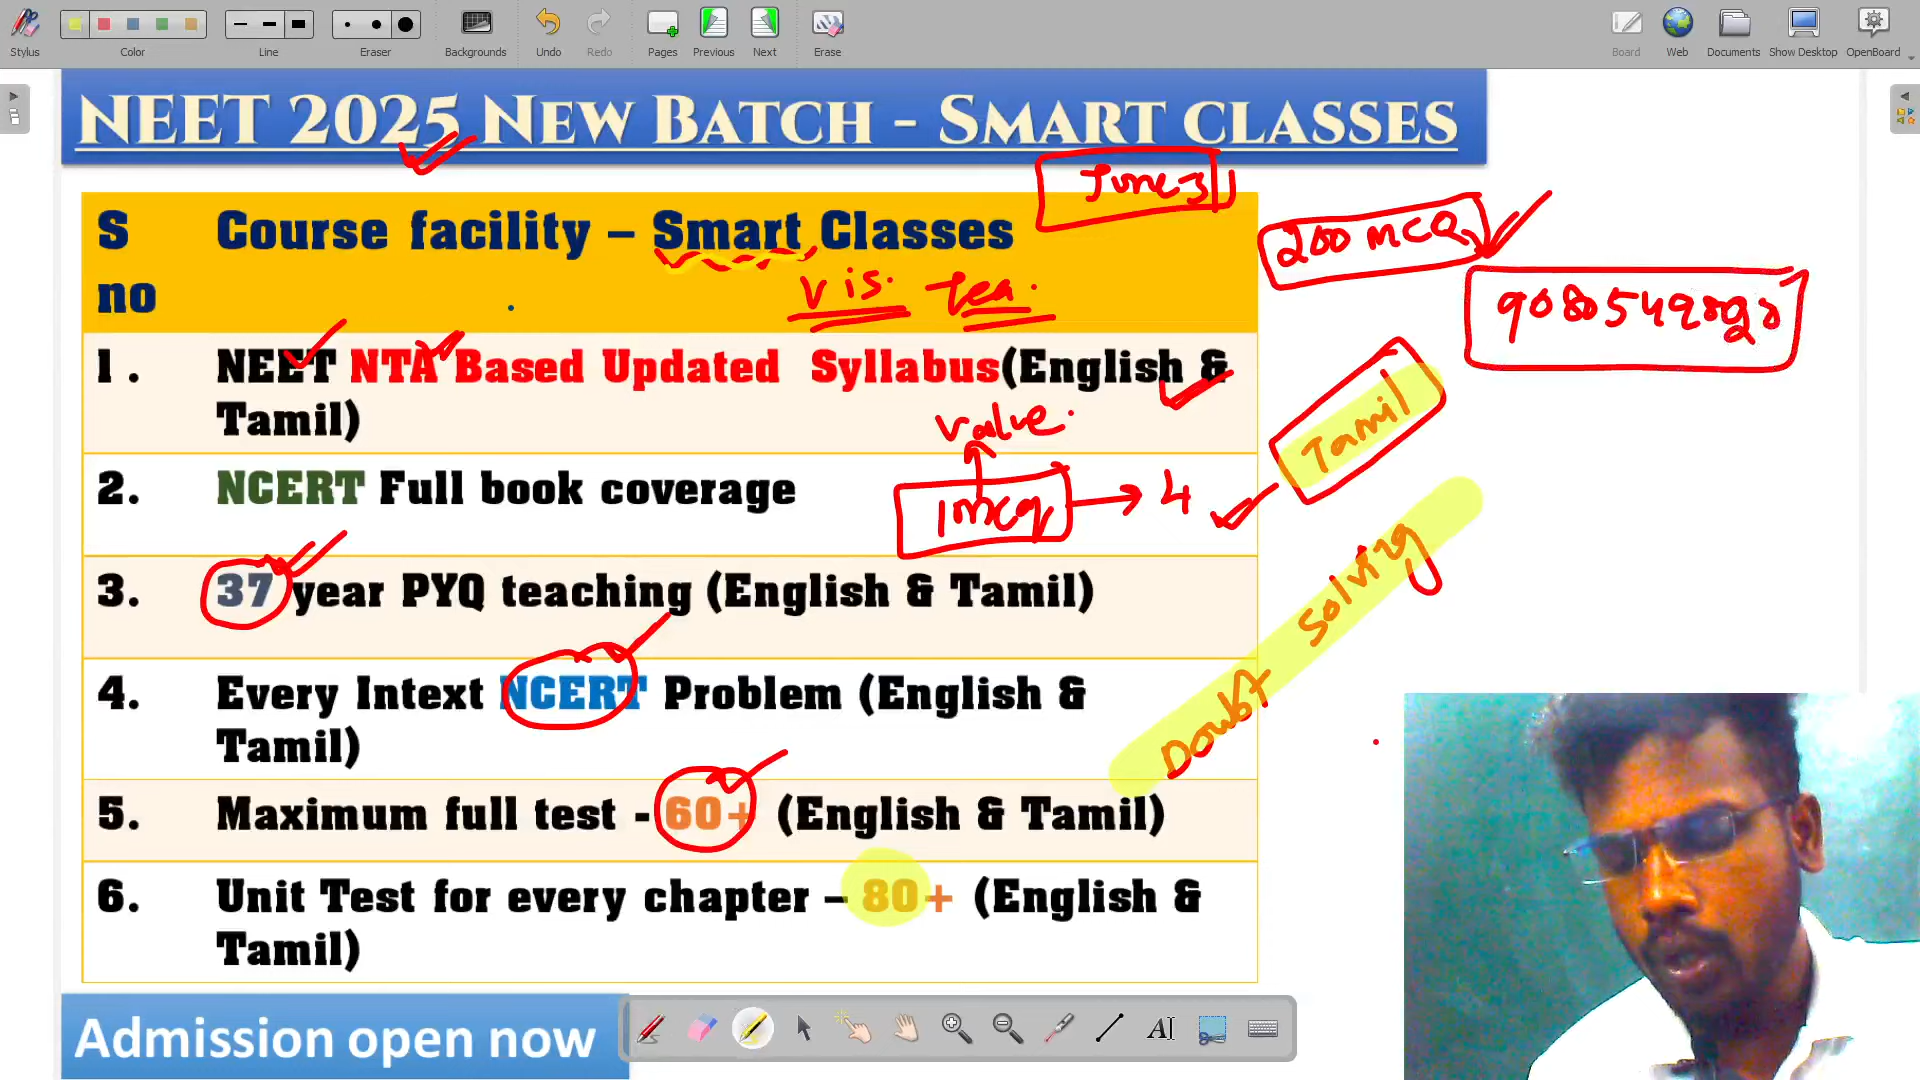 Stylus
Color
Line
Eraser
Backgrounds
Undo
Redo
Pages
Previous
Next
Erase
Board
Web
Documents
Show Desktop
OpenBoard
NEET 2025 New Batch - Smart classes
June 3
S no
Course facility – Smart Classes
vis. tea.
200 MCQ
1 . NEET NTA Based Updated Syllabus(English &
Tamil)
value.
Tamil
2. NCERT Full book coverage
1mcq → 4
3. 37 year PYQ teaching (English & Tamil)
Doubt solving
4. Every Intext NCERT Problem (English &
Tamil)
5. Maximum full test - 60+ (English & Tamil)
6. Unit Test for every chapter – 80+ (English &
Tamil)
Admission open now